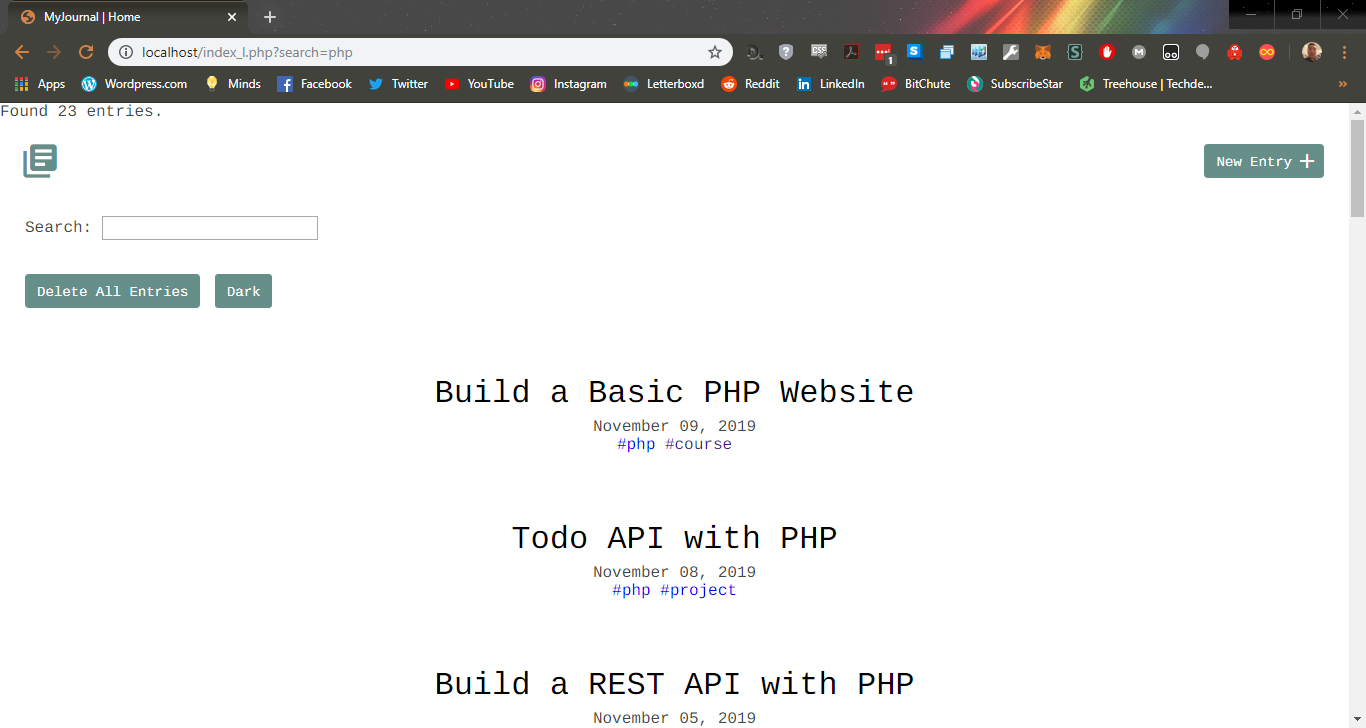 MyJournal | Home
localhost/index_l.php?search=php
1
Apps Wordpress.com Minds Facebook Twitter YouTube Instagram Letterboxd Reddit LinkedIn BitChute SubscribeStar Treehouse | Techde...
Found 23 entries.
New Entry
Search:
Delete All Entries Dark
Build a Basic PHP Website
November 09, 2019
#php #course
Todo API with PHP
November 08, 2019
#php #project
Build a REST API with PHP
November 05, 2019